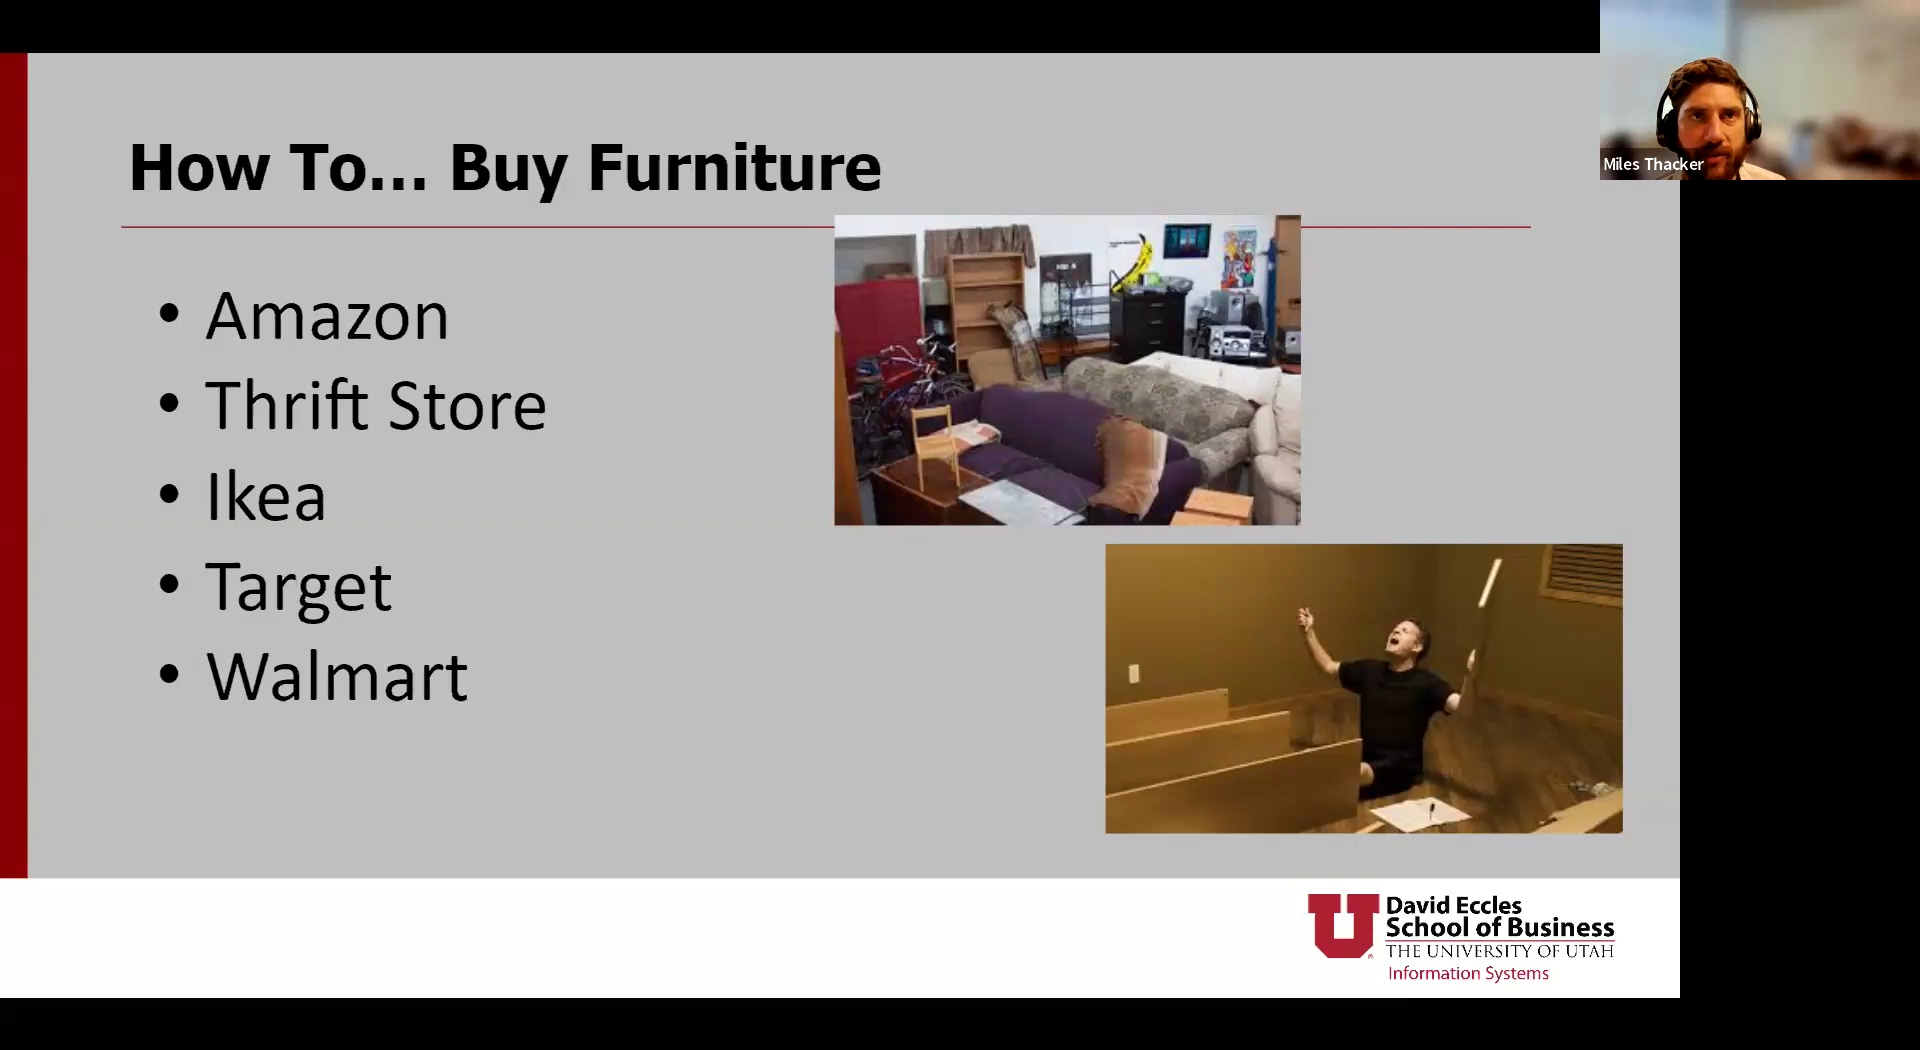 Miles Thacker
How To... Buy Furniture
• Amazon
• Thrift Store
• Ikea
• Target
• Walmart
U
David Eccles
School of Business
THE UNIVERSITY OF UTAH
Information Systems